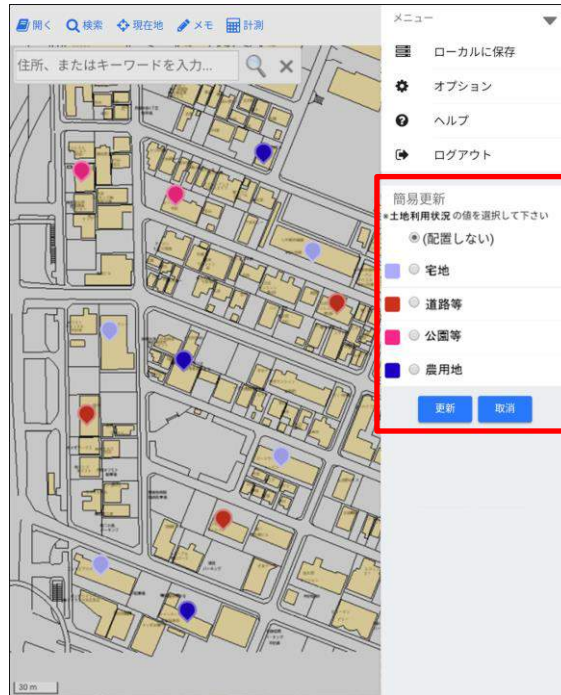 開く 検索 現在地 メモ 計測
住所、またはキーワードを入力...
メニュー
ローカルに保存
オプション
ヘルプ
ログアウト
簡易更新
※土地利用状況 の値を選択して下さい
(配置しない)
宅地
道路等
公園等
農用地
更新 取消
30 m